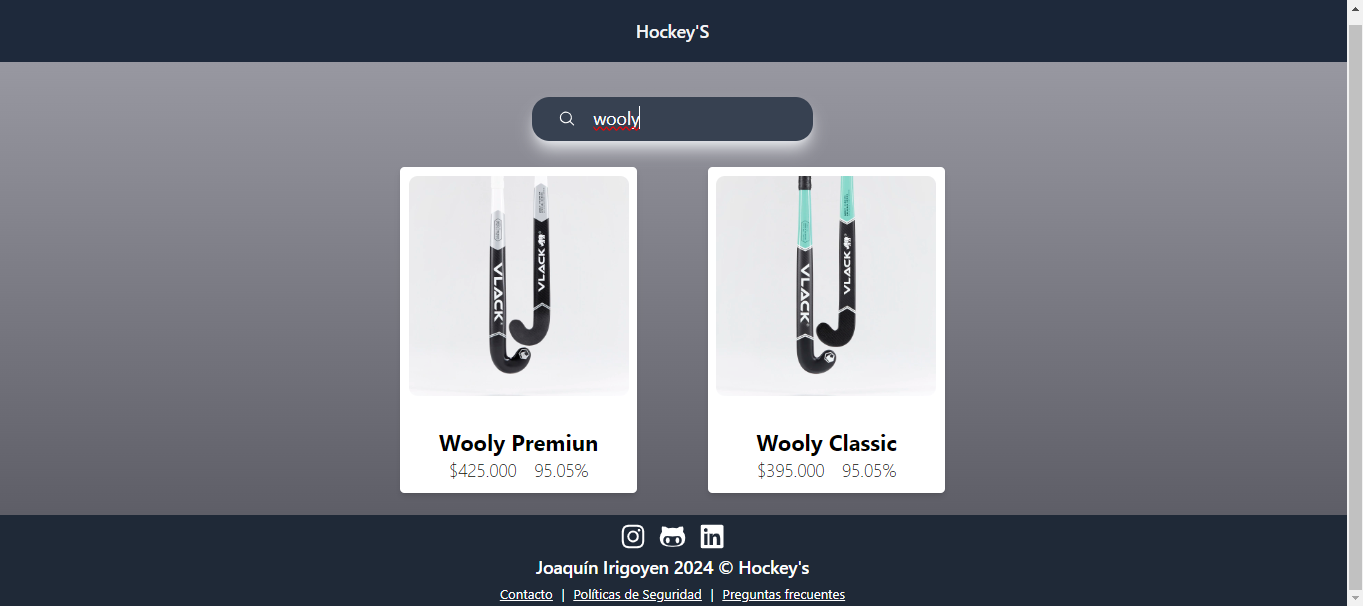 Hockey'S
wooly
VLACK
VLACK
VLACK
VLACK
Wooly Premiun
Wooly Classic
$425.000 95.05%
$395.000 95.05%
Joaquín Irigoyen 2024 © Hockey's
Contacto | Políticas de Seguridad | Preguntas frecuentes